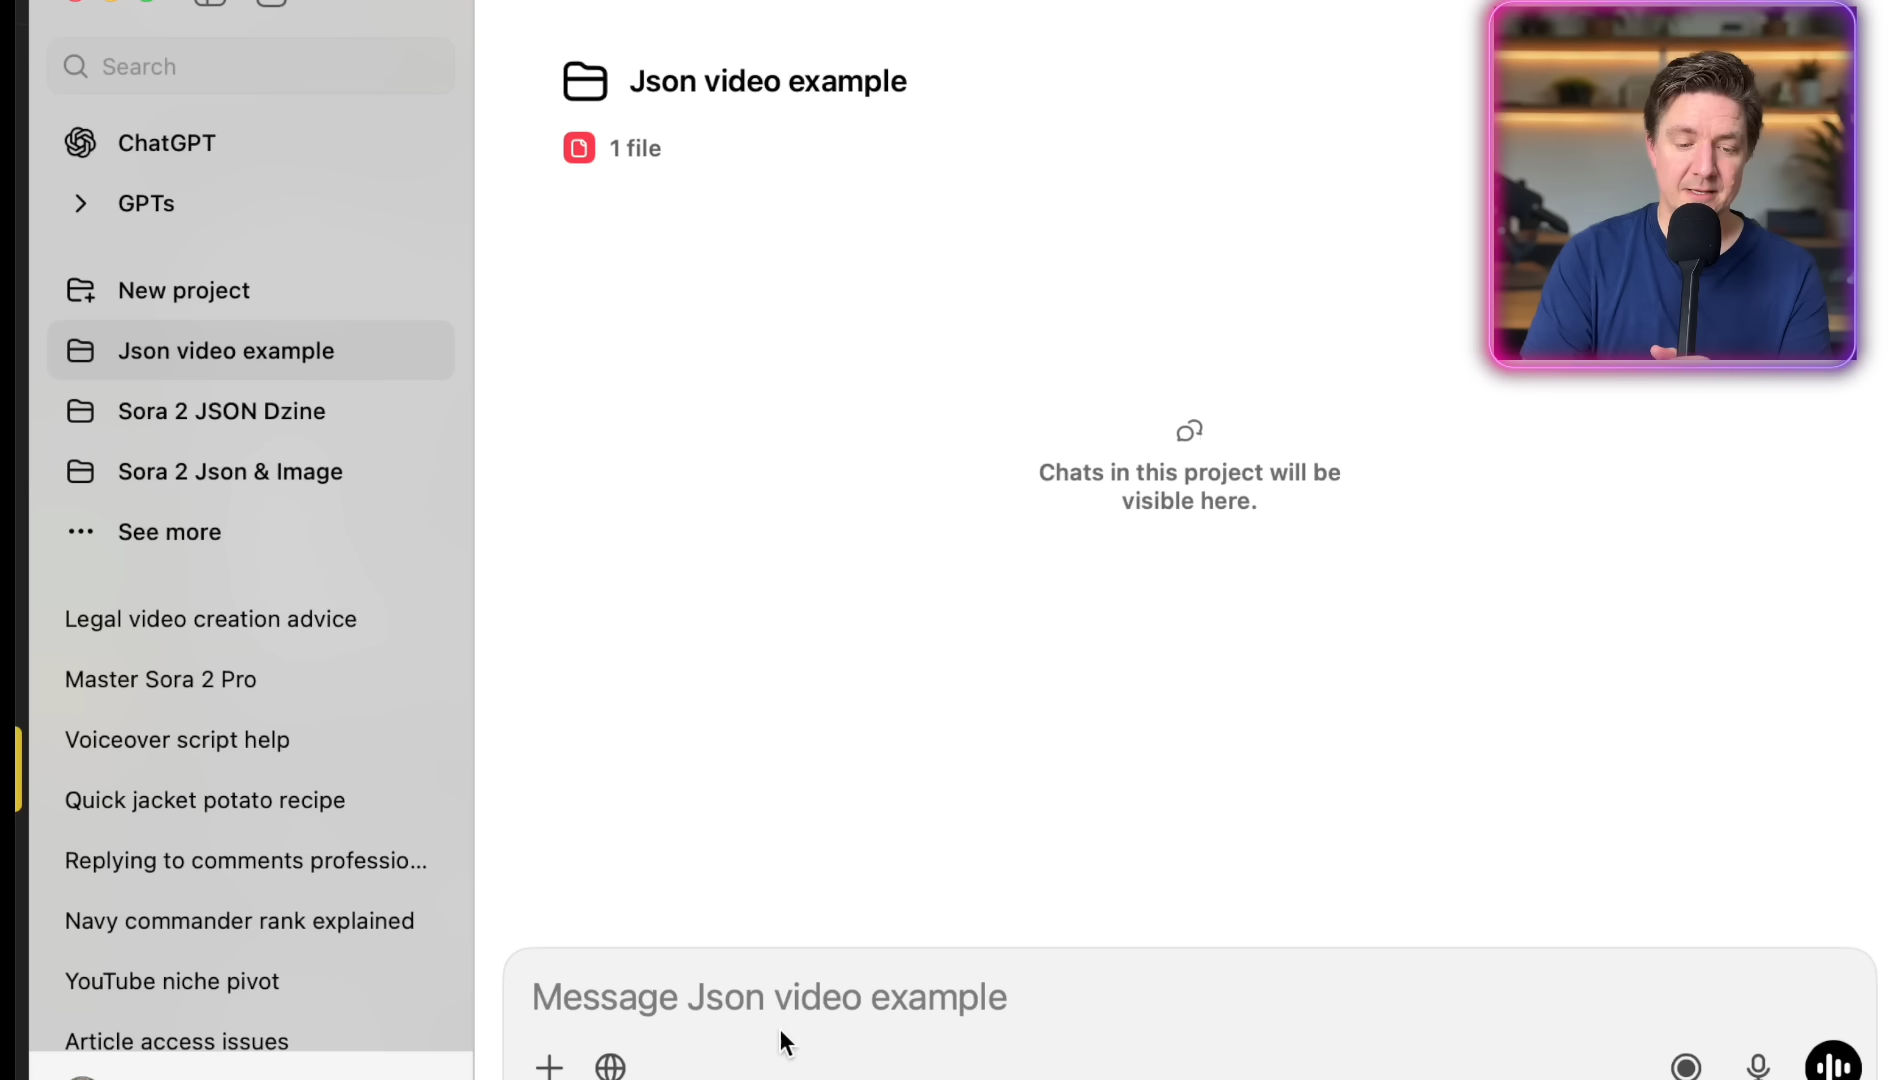 Search
ChatGPT
GPTs
New project
Json video example
Sora 2 JSON Dzine
Sora 2 Json & Image
See more
Legal video creation advice
Master Sora 2 Pro
Voiceover script help
Quick jacket potato recipe
Replying to comments professio...
Navy commander rank explained
YouTube niche pivot
Article access issues
Json video example
1 file
Chats in this project will be
visible here.
Message Json video example